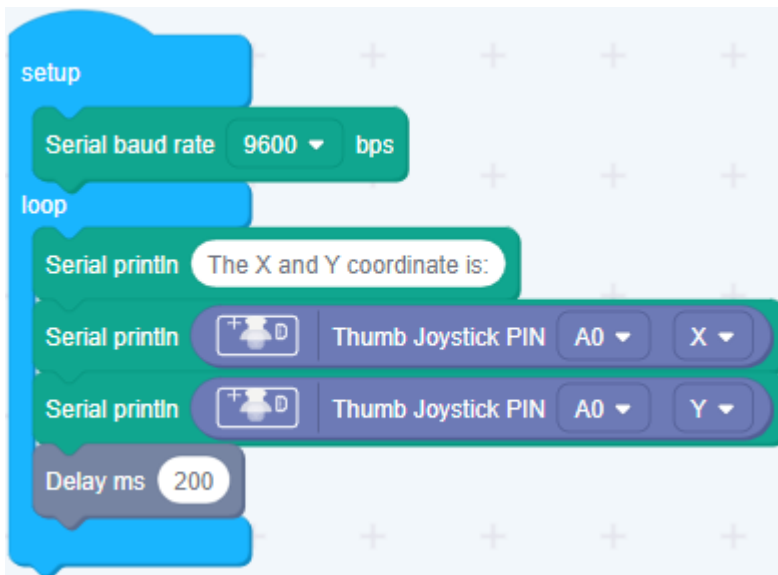 setup
Serial baud rate 9600 bps
loop
Serial println The X and Y coordinate is:
Serial println D Thumb Joystick PIN A0 X
Serial println D Thumb Joystick PIN A0 Y
Delay ms 200